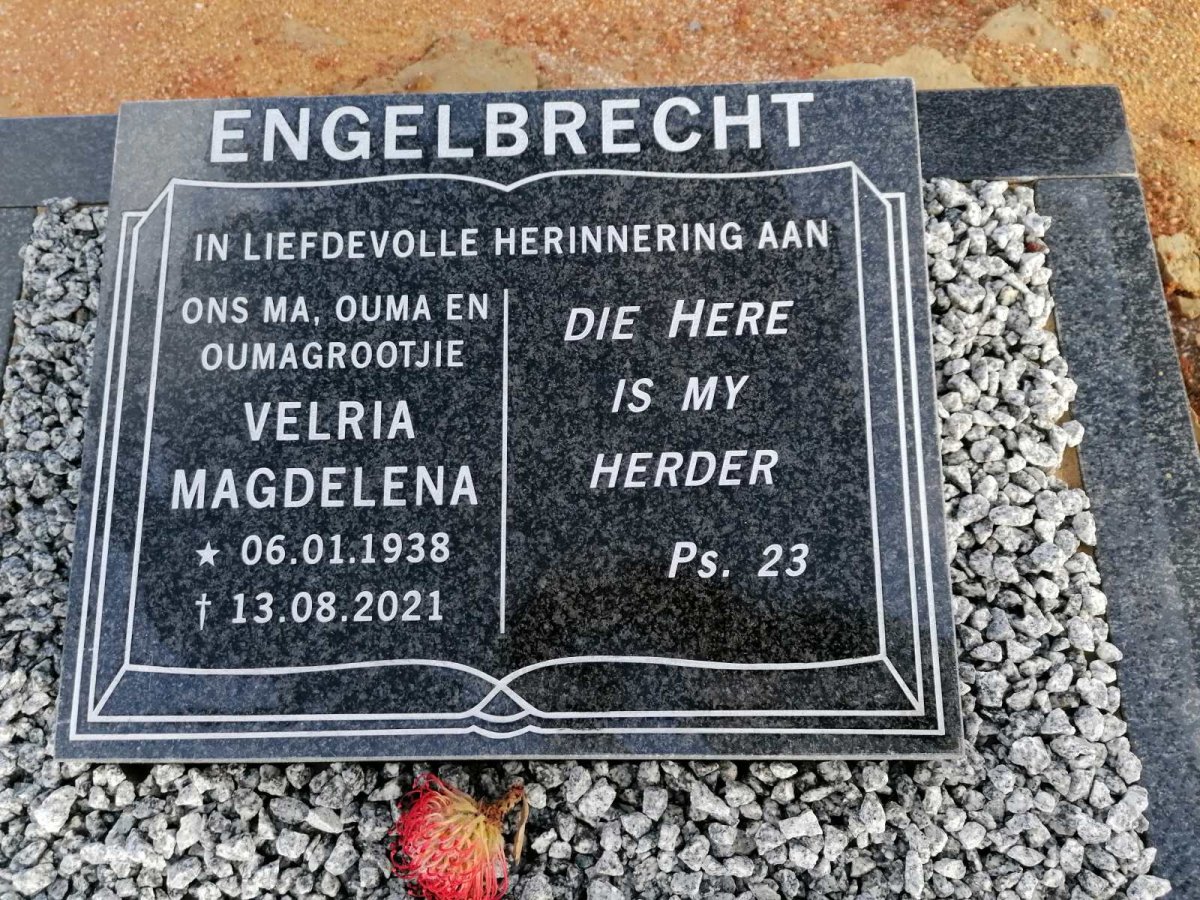 ENGELBRECHT
IN LIEFDEVOLLE HERINNERING AAN
ONS MA, OUMA EN
OUMAGROOTJIE
VELRIA
MAGDELENA
★ 06.01.1938
† 13.08.2021
DIE HERE
IS MY
HERDER
PS. 23